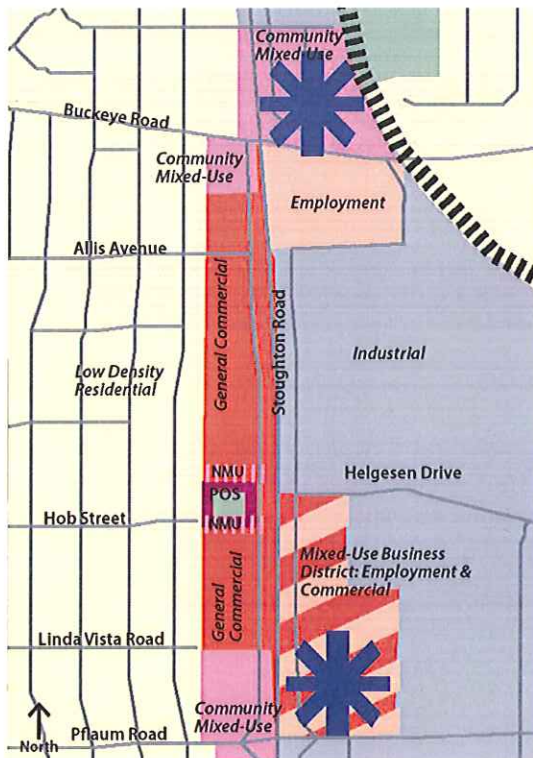 Community
Mixed-Use
Buckeye Road
Community
Mixed-Use
Employment
Allis Avenue
General Commercial
Stoughton Road
Industrial
Low Density
Residential
NMU
Helgesen Drive
POS
Hob Street
NMU
Mixed-Use Business
District: Employment &
Commercial
General
Commercial
Linda Vista Road
Community
Mixed-Use
Pflaum Road
North